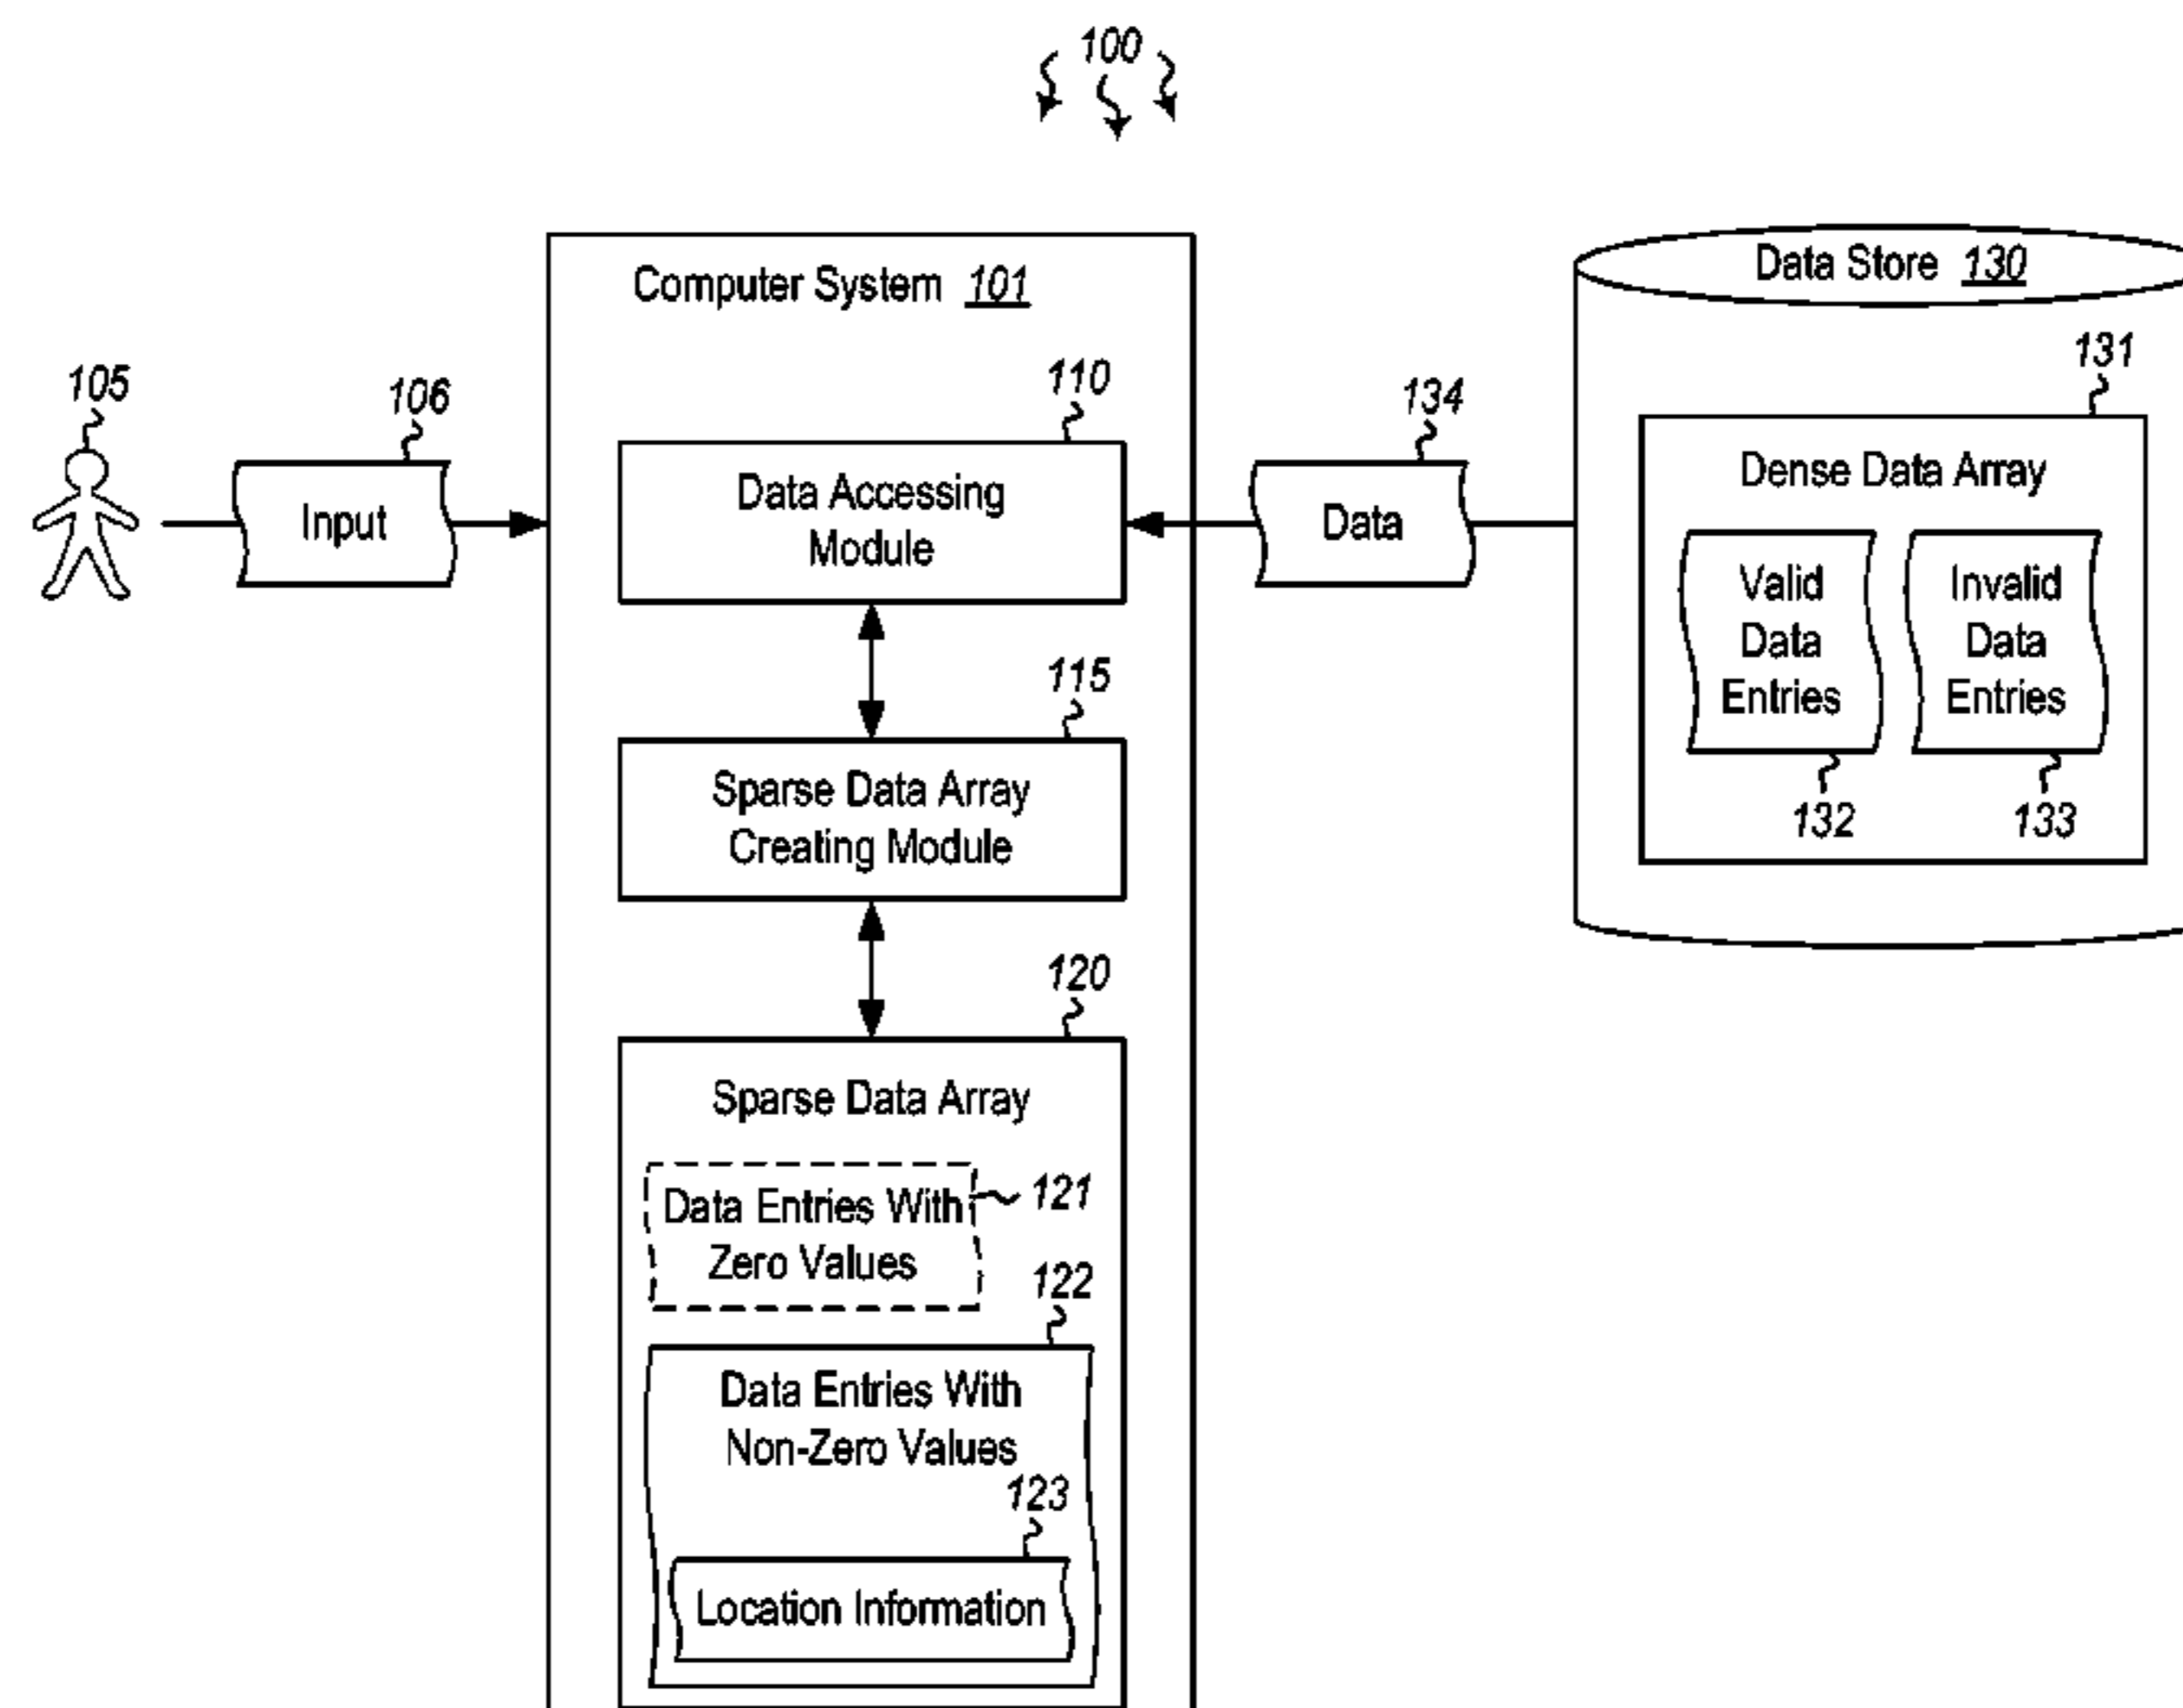 100
Computer System 101
Data Store 130
105
106
110
134
131
Input
Data Accessing
Module
Data
Dense Data Array
Valid
Data
Entries
Invalid
Data
Entries
132
133
115
Sparse Data Array
Creating Module
120
Sparse Data Array
Data Entries With
Zero Values
121
122
Data Entries With
Non-Zero Values
123
Location Information